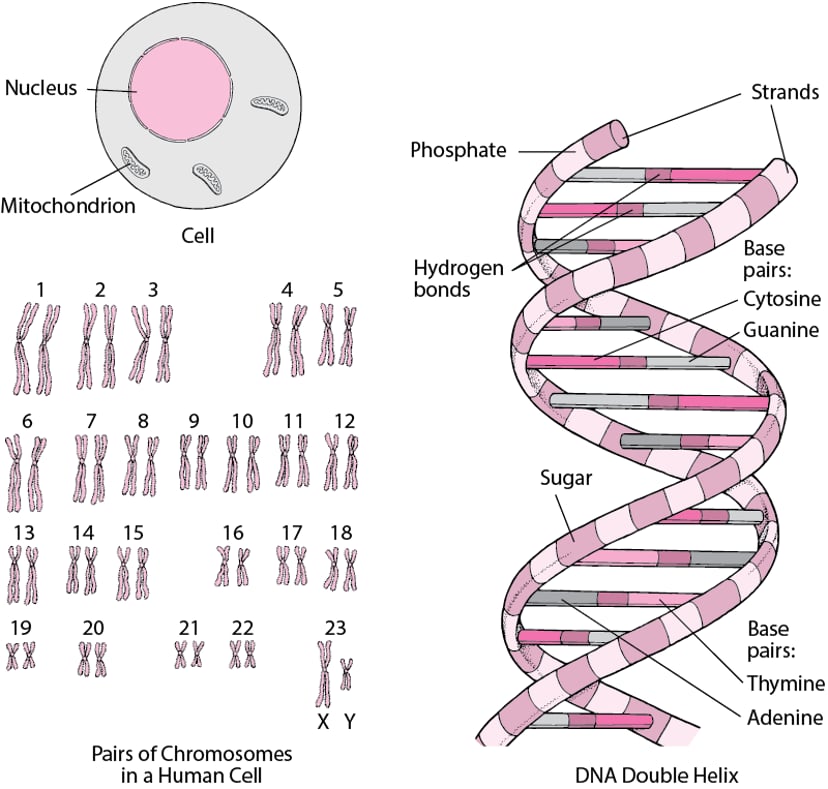 Nucleus
Mitochondrion
Cell
1 2 3 4 5
6 7 8 9 10 11 12
13 14 15 16 17 18
19 20 21 22 23
X Y
Pairs of Chromosomes
in a Human Cell
Strands
Phosphate
Hydrogen
bonds
Base
pairs:
Cytosine
Guanine
Sugar
Base
pairs:
Thymine
Adenine
DNA Double Helix